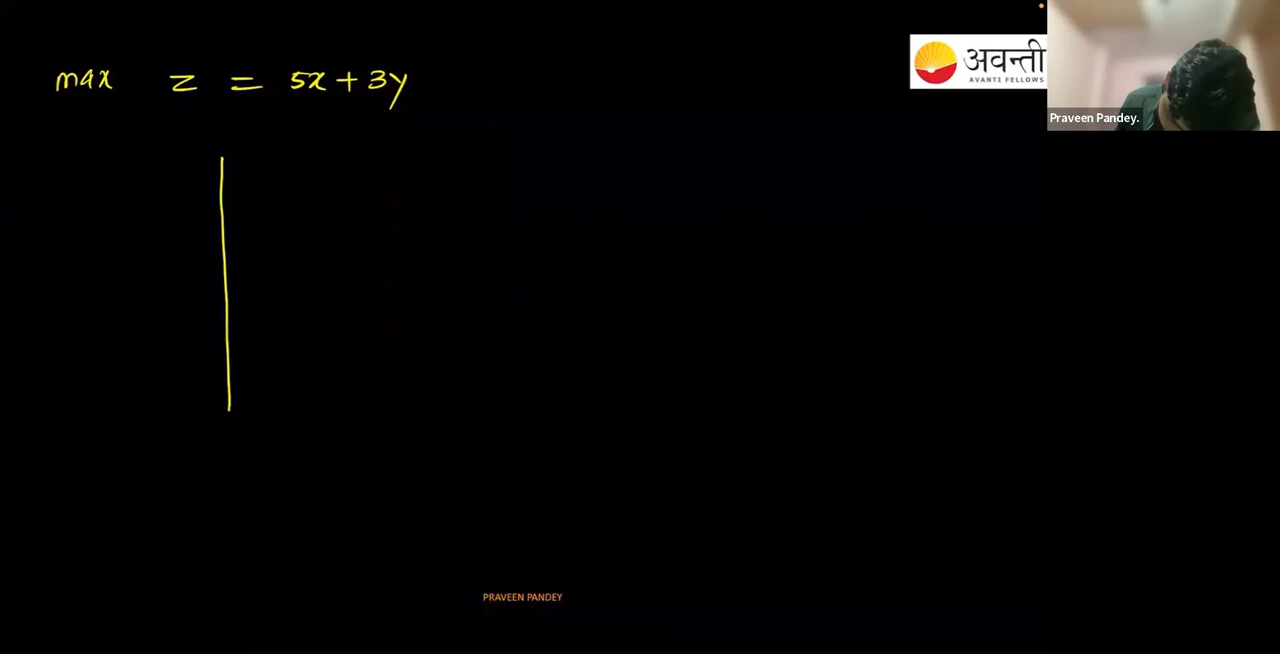 max z = 5x + 3y
अवन्ती
AVANTI FELLOWS
Praveen Pandey.
PRAVEEN PANDEY